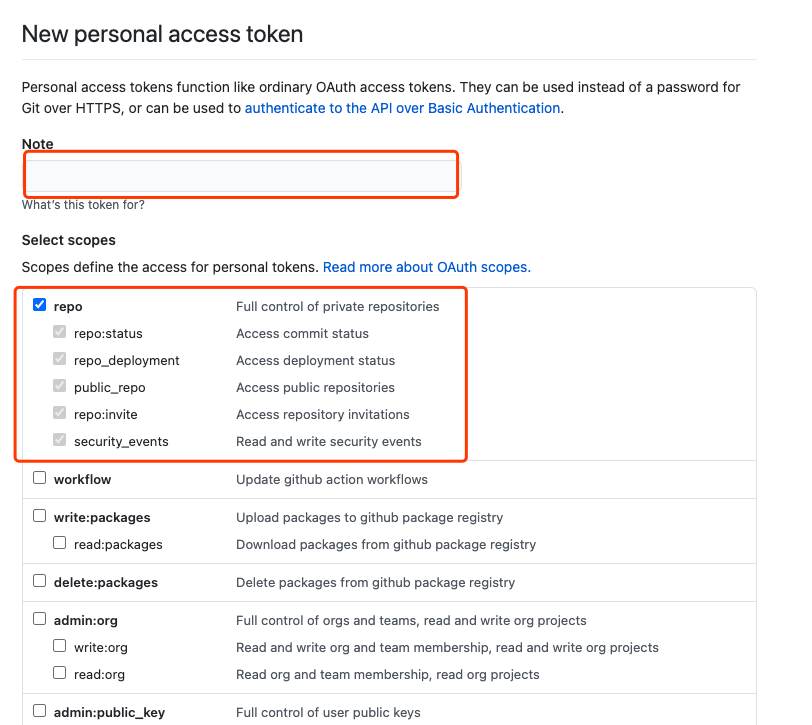 New personal access token
Personal access tokens function like ordinary OAuth access tokens. They can be used instead of a password for
Git over HTTPS, or can be used to authenticate to the API over Basic Authentication.
Note
What's this token for?
Select scopes
Scopes define the access for personal tokens. Read more about OAuth scopes.
repo Full control of private repositories
repo:status Access commit status
repo_deployment Access deployment status
public_repo Access public repositories
repo:invite Access repository invitations
security_events Read and write security events
workflow Update github action workflows
write:packages Upload packages to github package registry
read:packages Download packages from github package registry
delete:packages Delete packages from github package registry
admin:org Full control of orgs and teams, read and write org projects
write:org Read and write org and team membership, read and write org projects
read:org Read org and team membership, read org projects
admin:public_key Full control of user public keys